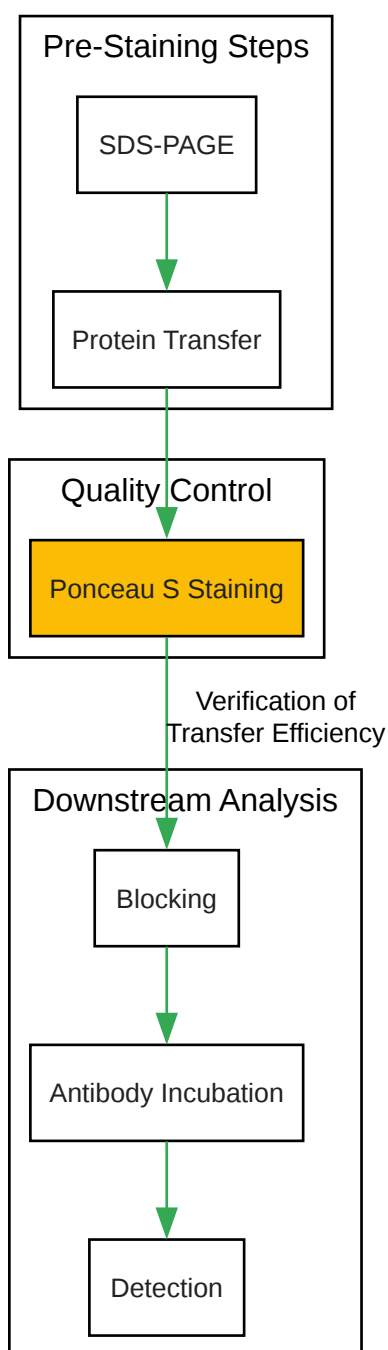 Pre-Staining Steps
SDS-PAGE
Protein Transfer
Quality Control
Ponceau S Staining
Verification of
Transfer Efficiency
Downstream Analysis
Blocking
Antibody Incubation
Detection